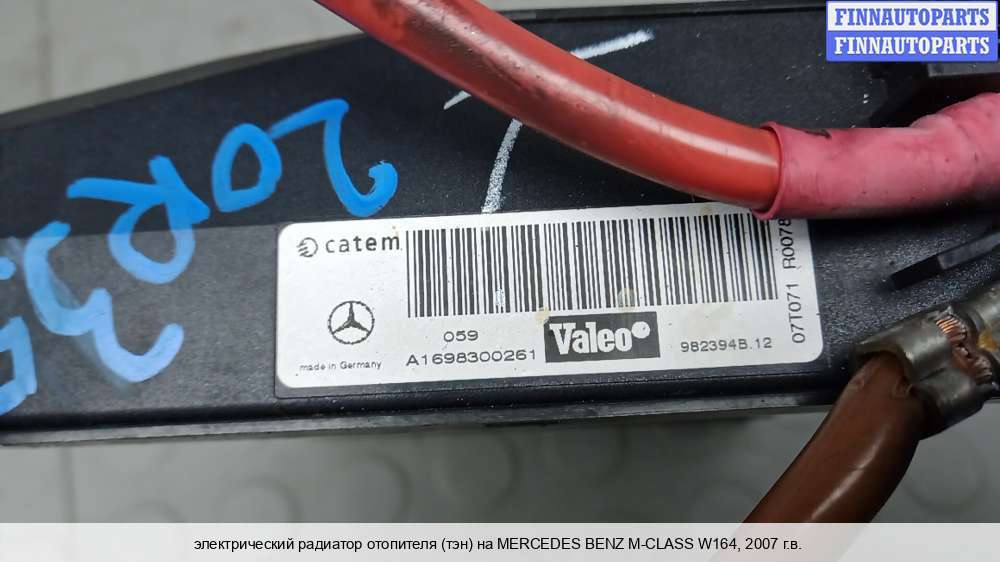 FINNAUTOPARTS
FINNAUTOPARTS
20R3
catem
059
A1698300261
Valeo
982394B.12
made in Germany
07T071 R0078
электрический радиатор отопителя (тэн) на MERCEDES BENZ M-CLASS W164, 2007 г.в.